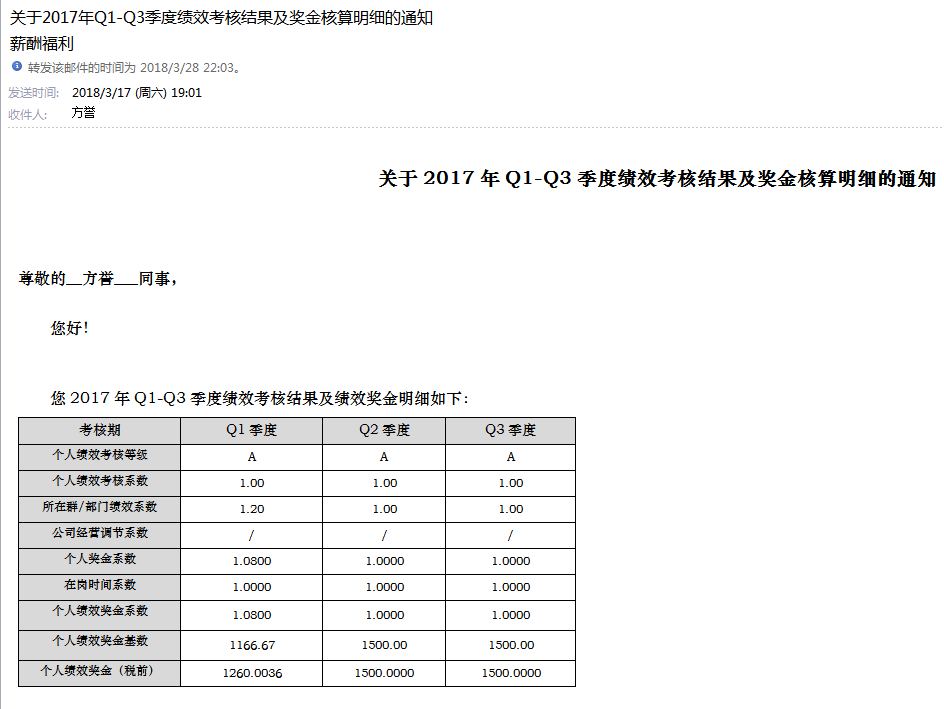 关于2017年Q1-Q3季度绩效考核结果及奖金核算明细的通知
薪酬福利
转发该邮件的时间为 2018/3/28 22:03。
发送时间: 2018/3/17 (周六) 19:01
收件人: 方誉
关于 2017 年 Q1-Q3 季度绩效考核结果及奖金核算明细的通知
尊敬的__方誉___同事，
您好！
您 2017 年 Q1-Q3 季度绩效考核结果及绩效奖金明细如下：
考核期 Q1 季度 Q2 季度 Q3 季度
个人绩效考核等级 A A A
个人绩效考核系数 1.00 1.00 1.00
所在群/部门绩效系数 1.20 1.00 1.00
公司经营调节系数 / / /
个人奖金系数 1.0800 1.0000 1.0000
在岗时间系数 1.0000 1.0000 1.0000
个人绩效奖金系数 1.0800 1.0000 1.0000
个人绩效奖金基数 1166.67 1500.00 1500.00
个人绩效奖金（税前） 1260.0036 1500.0000 1500.0000